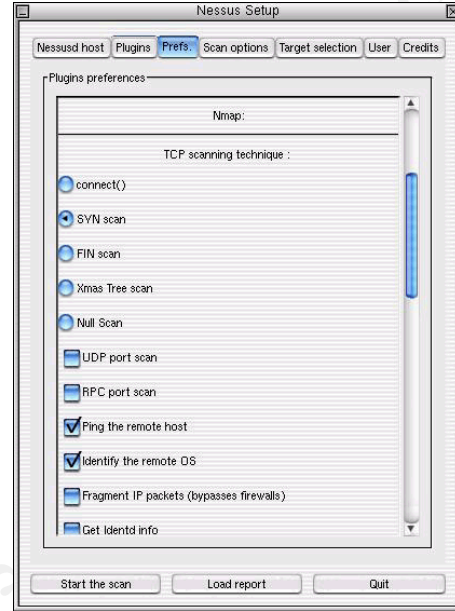 Nessus Setup
Nessusd host Plugins Prefs. Scan options Target selection User Credits
Plugins preferences
Nmap:
TCP scanning technique :
connect()
SYN scan
FIN scan
Xmas Tree scan
Null Scan
UDP port scan
RPC port scan
Ping the remote host
Identify the remote OS
Fragment IP packets (bypasses firewalls)
Get Identd info
Start the scan Load report Quit